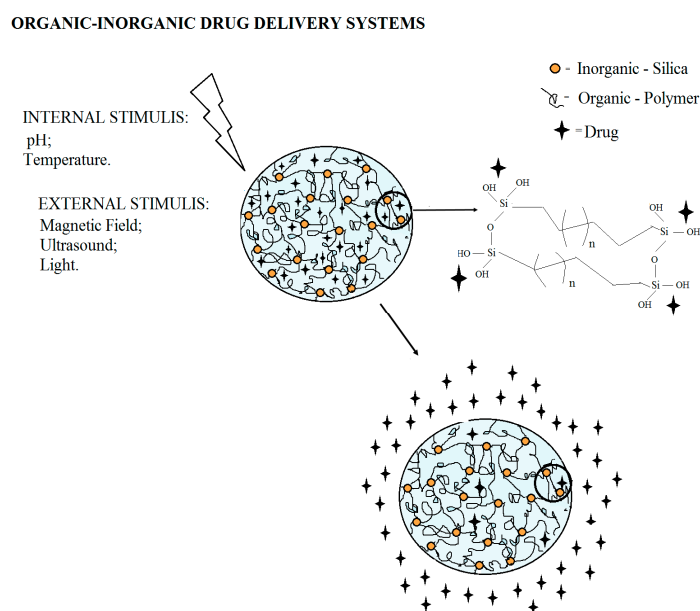 ORGANIC-INORGANIC DRUG DELIVERY SYSTEMS
INTERNAL STIMULIS:
pH;
Temperature.
EXTERNAL STIMULIS:
Magnetic Field;
Ultrasound;
Light.
- Inorganic - Silica
- Organic - Polymer
=Drug
OH
OH
Si
O
Si
HO
OH
n
n
OH
Si
OH
O
Si
OH
OH